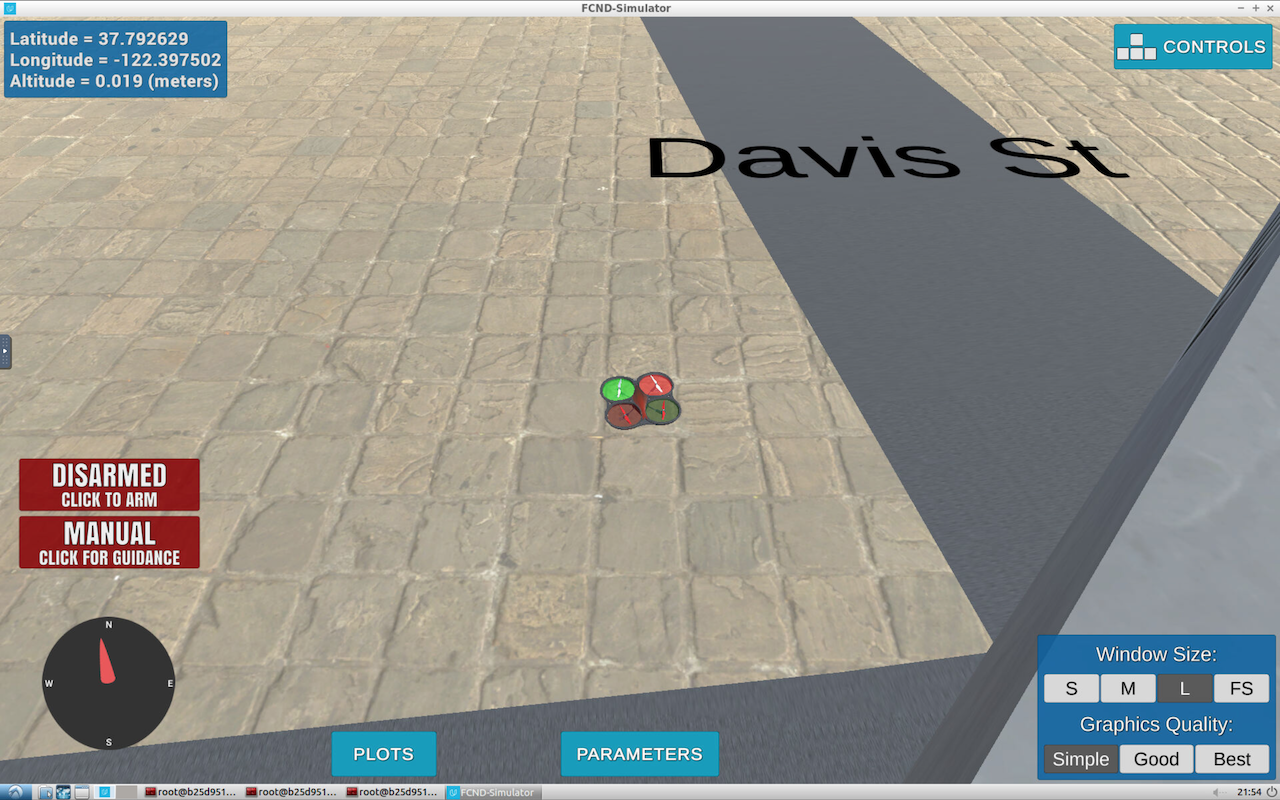 FCND-Simulator
Latitude = 37.792629
Longitude = -122.397502
Altitude = 0.019 (meters)
CONTROLS
Davis St
DISARMED
CLICK TO ARM
MANUAL
CLICK FOR GUIDANCE
N
W
E
S
PLOTS
PARAMETERS
Window Size:
S M L FS
Graphics Quality:
Simple Good Best
root@b25d951... root@b25d951... root@b25d951... FCND-Simulator 21:54